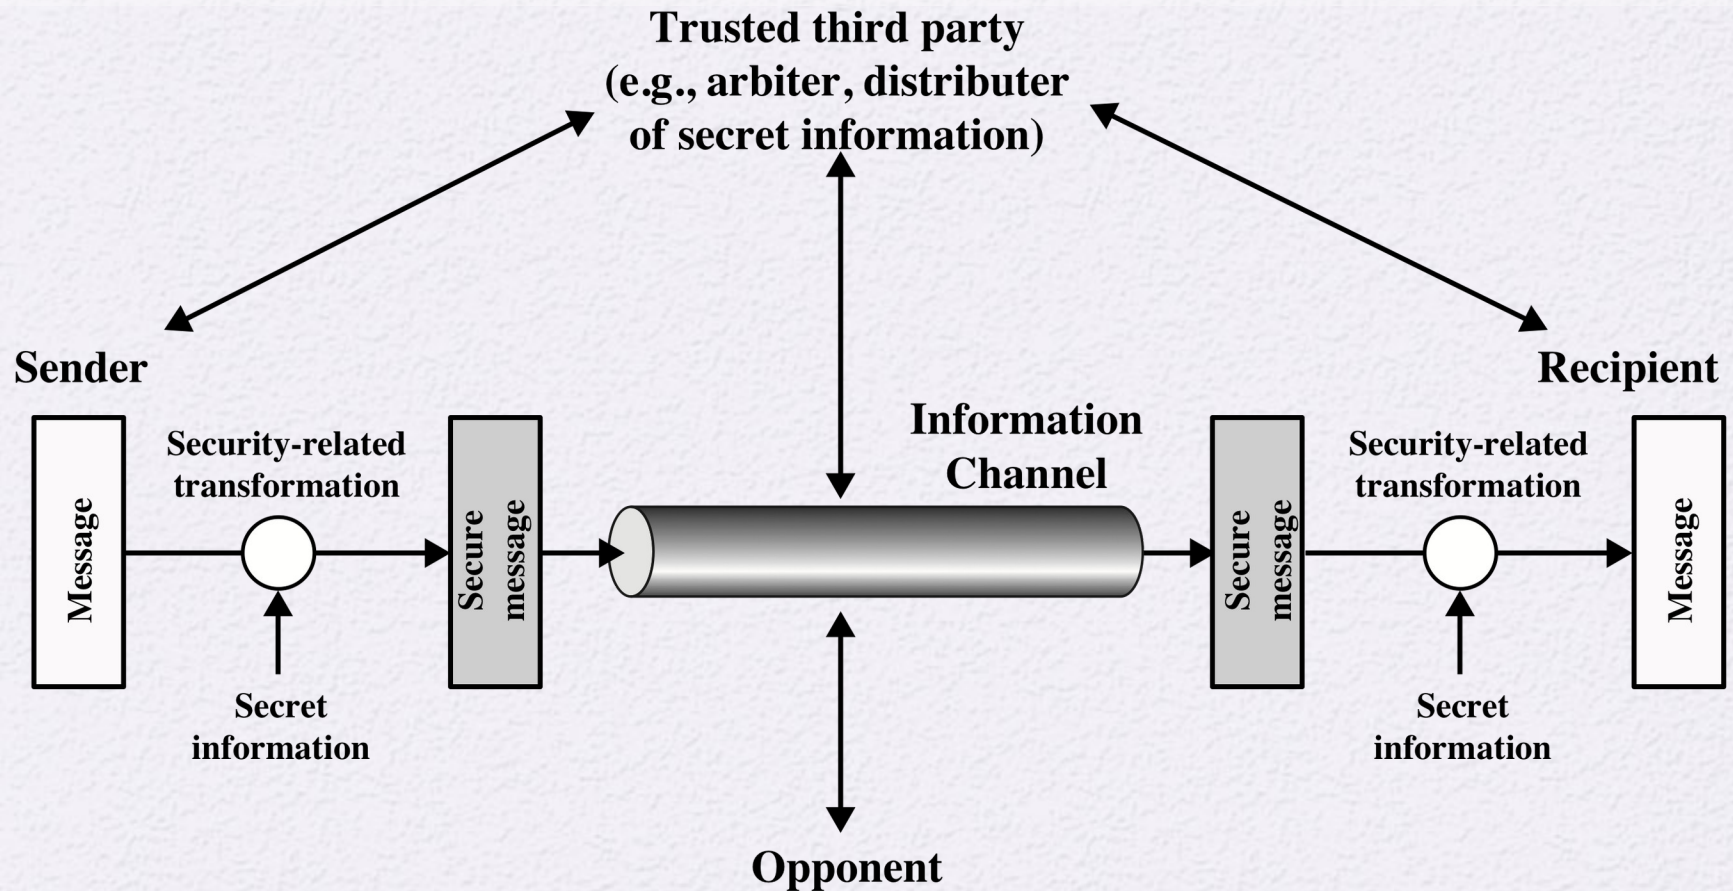 Trusted third party
(e.g., arbiter, distributer
of secret information)
Sender
Recipient
Information
Channel
Security-related
transformation
Security-related
transformation
Message
Secure
message
Secure
message
Message
Secret
information
Secret
information
Opponent